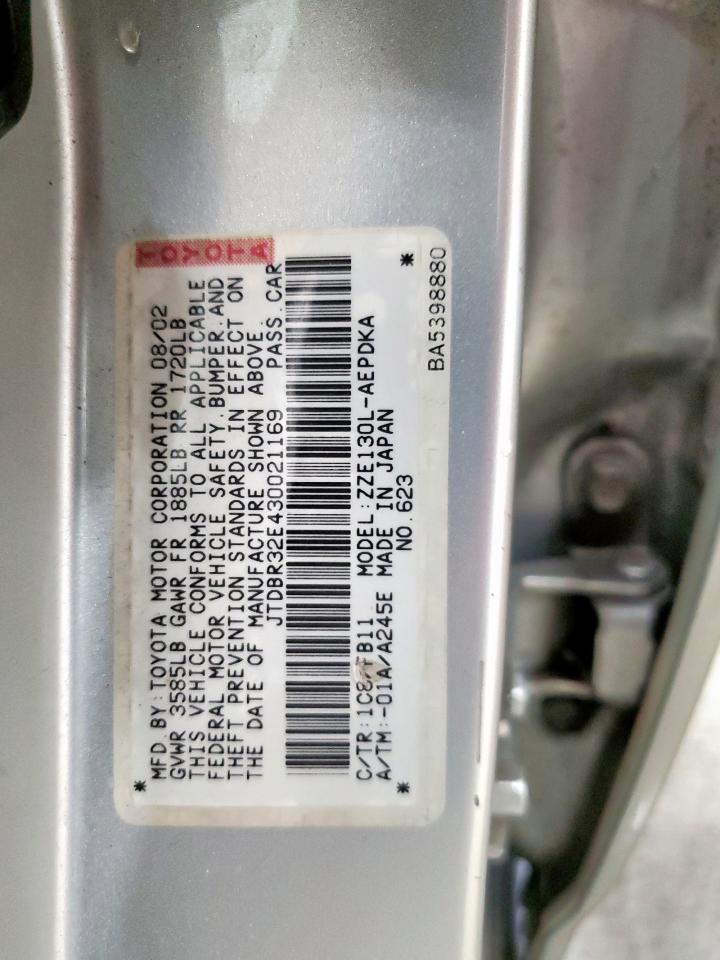 TOYOTA
MFD. BY: TOYOTA MOTOR CORPORATION 08/02
GVWR 3585LB GAWR FR 1885LB RR 1720LB
THIS VEHICLE CONFORMS TO ALL APPLICABLE
FEDERAL MOTOR VEHICLE SAFETY, BUMPER, AND
THEFT PREVENTION STANDARDS IN EFFECT ON
THE DATE OF MANUFACTURE SHOWN ABOVE.
JTDBR32E430021169 PASS. CAR
C/TR: MODEL: ZZE130L-AEPDKA
A/TM: -01A/A245E MADE IN JAPAN
NO. 623
BA5398880